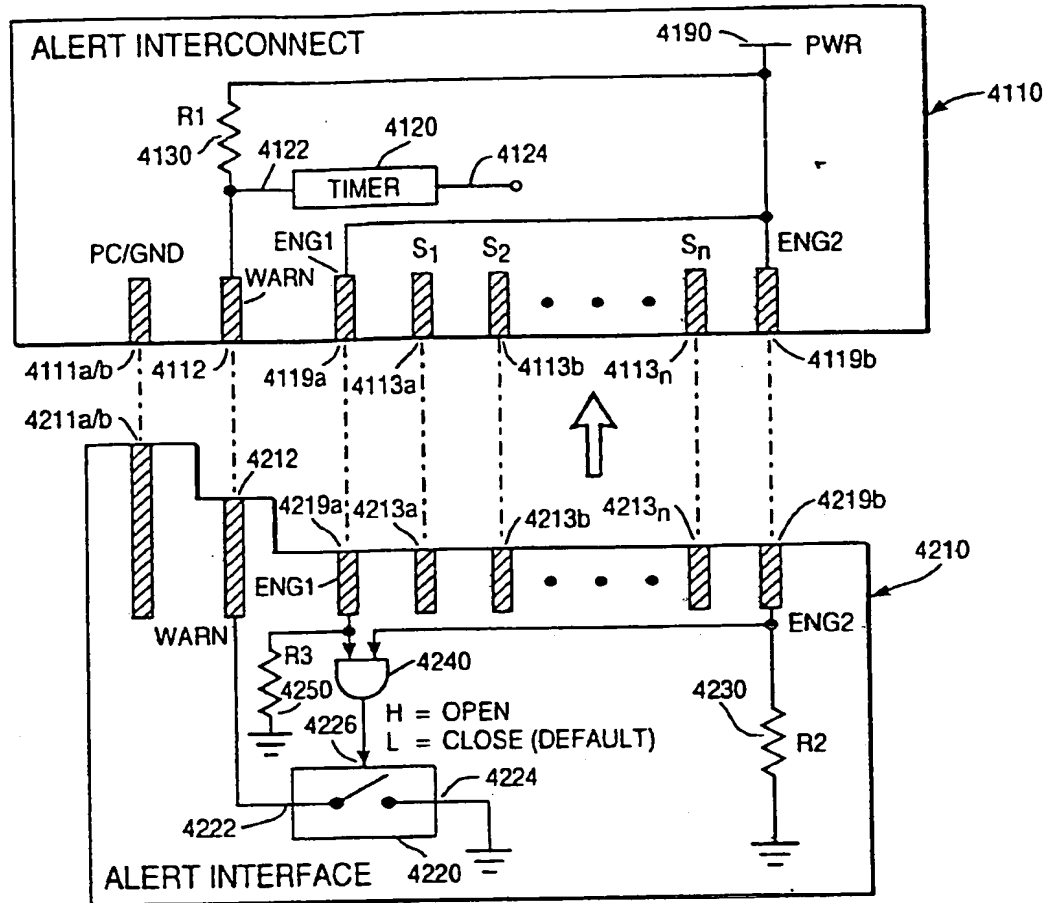 ALERT INTERCONNECT
4190
PWR
4110
R1
4130
4122
4120
TIMER
4124
PC/GND
WARN
ENG1
S1
S2
Sn
ENG2
4111a/b
4112
4119a
4113a
4113b
4113n
4119b
4211a/b
4212
4219a
4213a
4213b
4213n
4219b
4210
ENG1
WARN
ENG2
R3
4250
4240
4230
R2
H = OPEN
L = CLOSE (DEFAULT)
4226
4224
4222
4220
ALERT INTERFACE